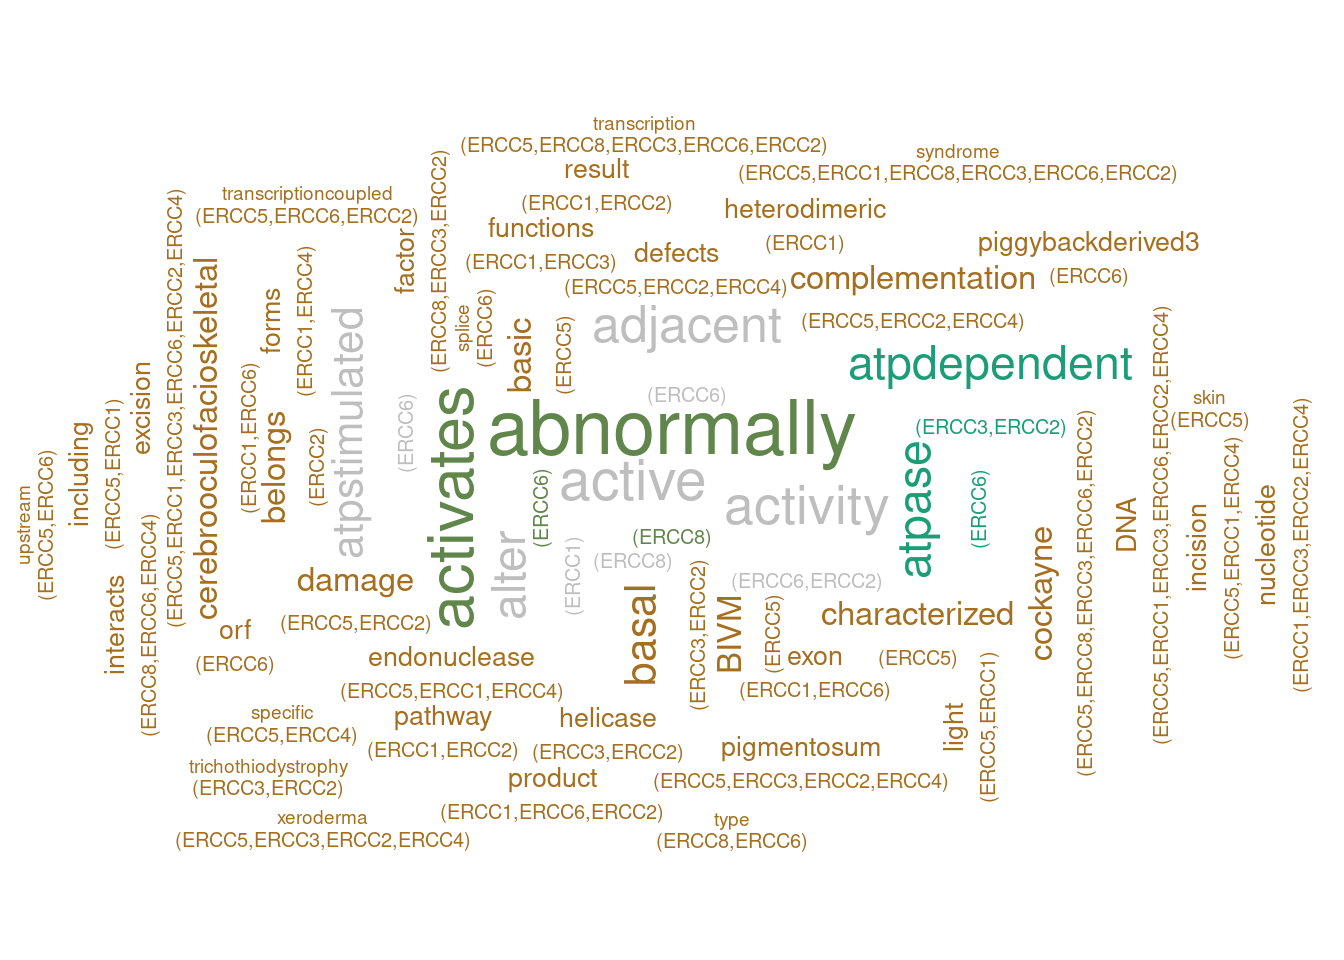 transcription
(ERCC5,ERCC8,ERCC3,ERCC6,ERCC2)
syndrome
(ERCC5,ERCC1,ERCC8,ERCC3,ERCC6,ERCC2)
result
(ERCC1,ERCC2)
transcriptioncoupled
(ERCC5,ERCC6,ERCC2)
heterodimeric
(ERCC1)
functions
(ERCC1,ERCC3)
defects
(ERCC5,ERCC2,ERCC4)
piggybackderived3
(ERCC6)
complementation
(ERCC5,ERCC2,ERCC4)
factor
(ERCC8,ERCC3,ERCC2)
splice
(ERCC6)
basic
(ERCC5)
adjacent
(ERCC6)
atpdependent
(ERCC3,ERCC2)
forms
(ERCC1,ERCC4)
cerebrooculofacioskeletal
(ERCC1,ERCC6)
atpstimulated
(ERCC6)
excision
(ERCC5,ERCC1,ERCC3,ERCC6,ERCC2,ERCC4)
belongs
(ERCC2)
including
(ERCC5,ERCC1)
upstream
(ERCC5,ERCC6)
interacts
(ERCC8,ERCC6,ERCC4)
activates
(ERCC6)
abnormally
(ERCC8)
active
(ERCC8)
activity
(ERCC6,ERCC2)
alter
(ERCC1)
atpase
(ERCC6)
skin
(ERCC5)
cockayne
(ERCC5,ERCC8,ERCC3,ERCC6,ERCC2)
DNA
(ERCC5,ERCC1,ERCC3,ERCC6,ERCC2,ERCC4)
incision
(ERCC5,ERCC1,ERCC4)
nucleotide
(ERCC1,ERCC3,ERCC2,ERCC4)
damage
(ERCC5,ERCC2)
orf
(ERCC6)
basal
(ERCC3,ERCC2)
BIVM
(ERCC5)
characterized
(ERCC5)
exon
(ERCC1,ERCC6)
endonuclease
(ERCC5,ERCC1,ERCC4)
light
(ERCC5,ERCC1)
specific
(ERCC5,ERCC4)
pathway
(ERCC1,ERCC2)
helicase
(ERCC3,ERCC2)
pigmentosum
(ERCC5,ERCC3,ERCC2,ERCC4)
trichothiodystrophy
(ERCC3,ERCC2)
product
(ERCC1,ERCC6,ERCC2)
xeroderma
(ERCC5,ERCC3,ERCC2,ERCC4)
type
(ERCC8,ERCC6)